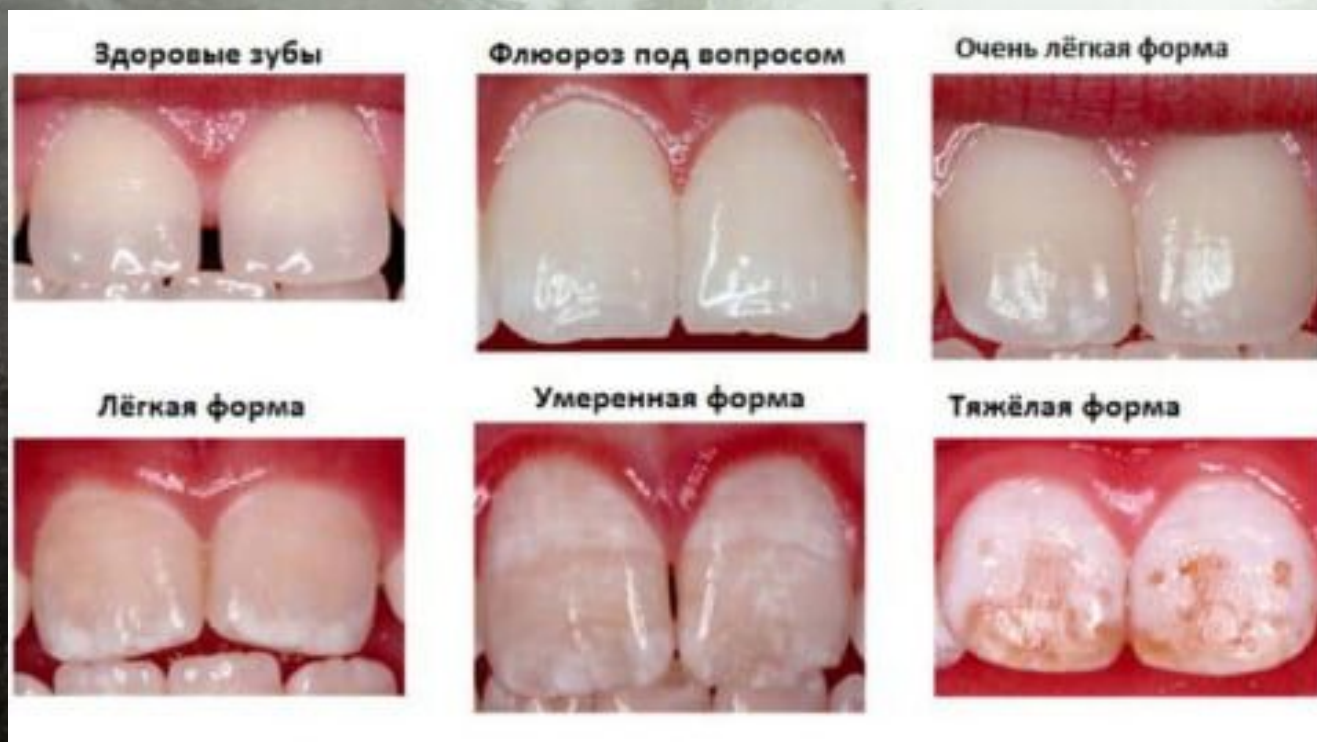 Здоровые зубы
Флюороз под вопросом
Очень лёгкая форма
Лёгкая форма
Умеренная форма
Тяжёлая форма